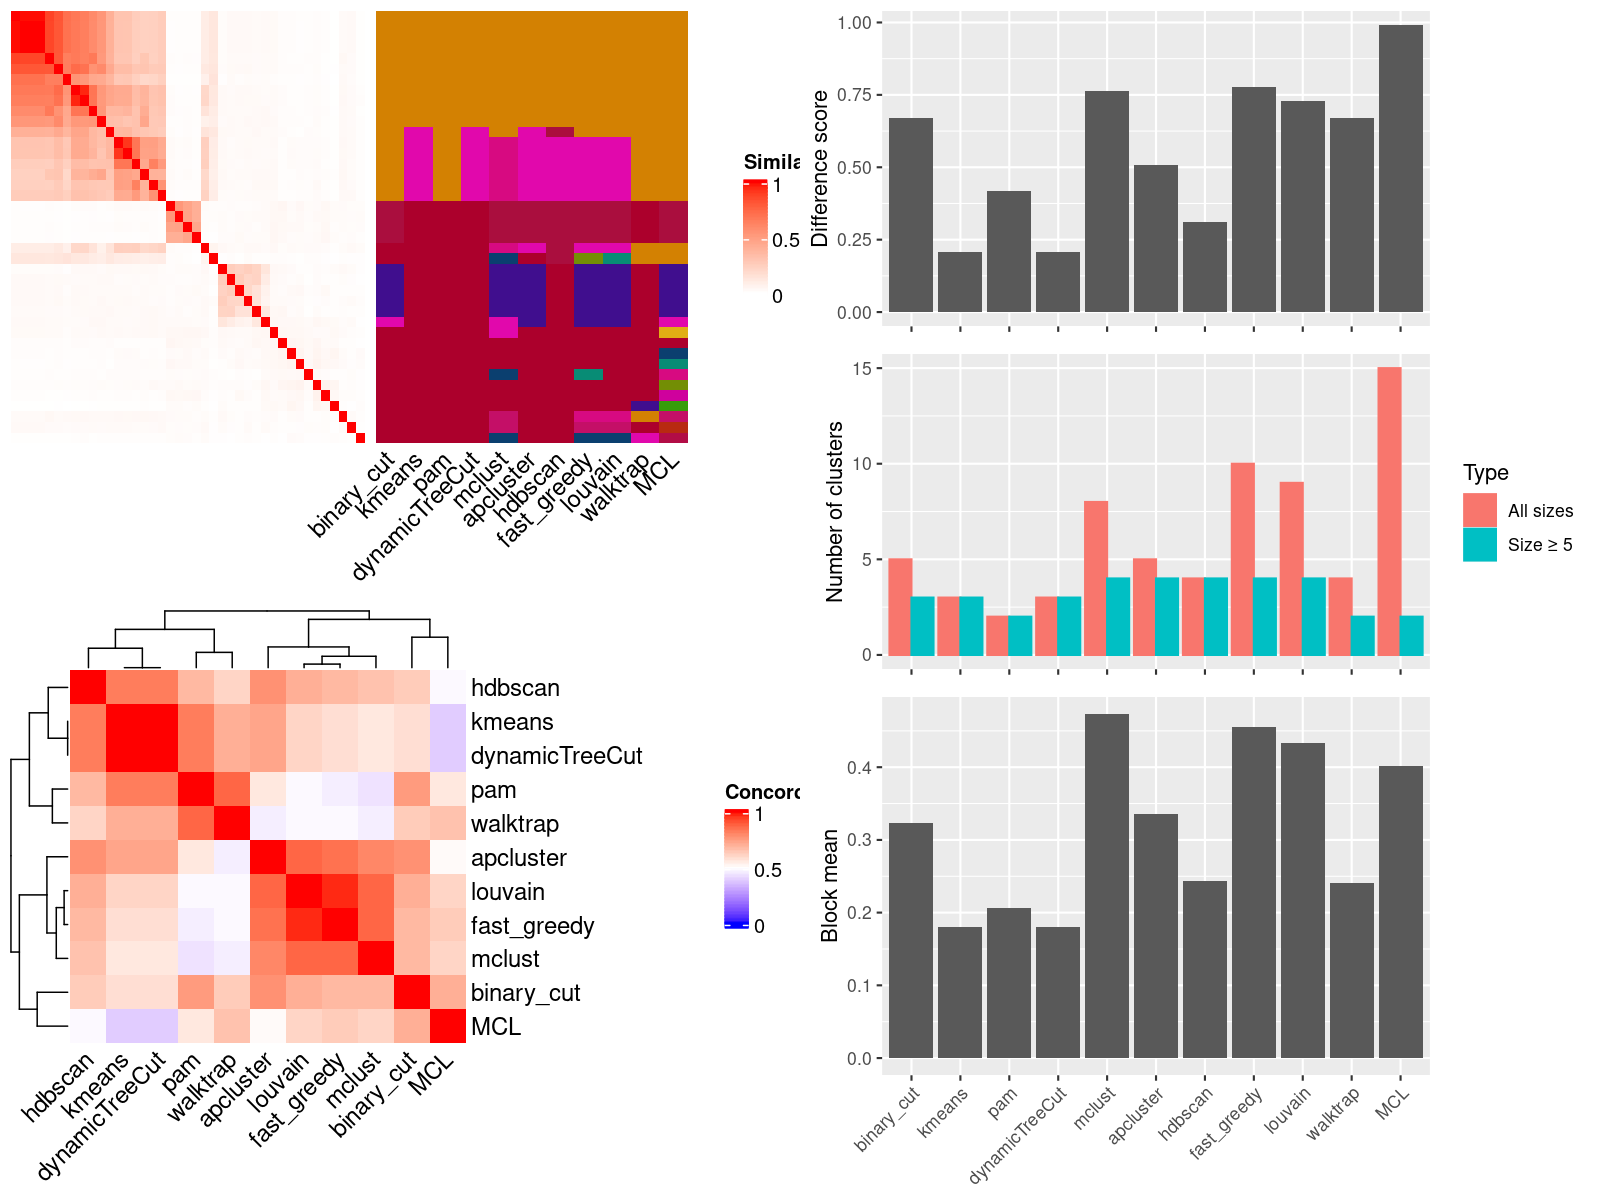 Simila
1
0.5
0
binary_cut
kmeans
pam
dynamicTreeCut
mclust
apcluster
hdbscan
fast_greedy
louvain
walktrap
MCL
hdbscan
kmeans
dynamicTreeCut
pam
walktrap
apcluster
louvain
fast_greedy
mclust
binary_cut
MCL
hdbscan
kmeans
dynamicTreeCut
pam
walktrap
apcluster
louvain
fast_greedy
mclust
binary_cut
MCL
Concord
1
0.5
0
Difference score
1.00
0.75
0.50
0.25
0.00
Number of clusters
15
10
5
0
Type
All sizes
Size ≥ 5
Block mean
0.4
0.3
0.2
0.1
0.0
binary_cut
kmeans
pam
dynamicTreeCut
mclust
apcluster
hdbscan
fast_greedy
louvain
walktrap
MCL